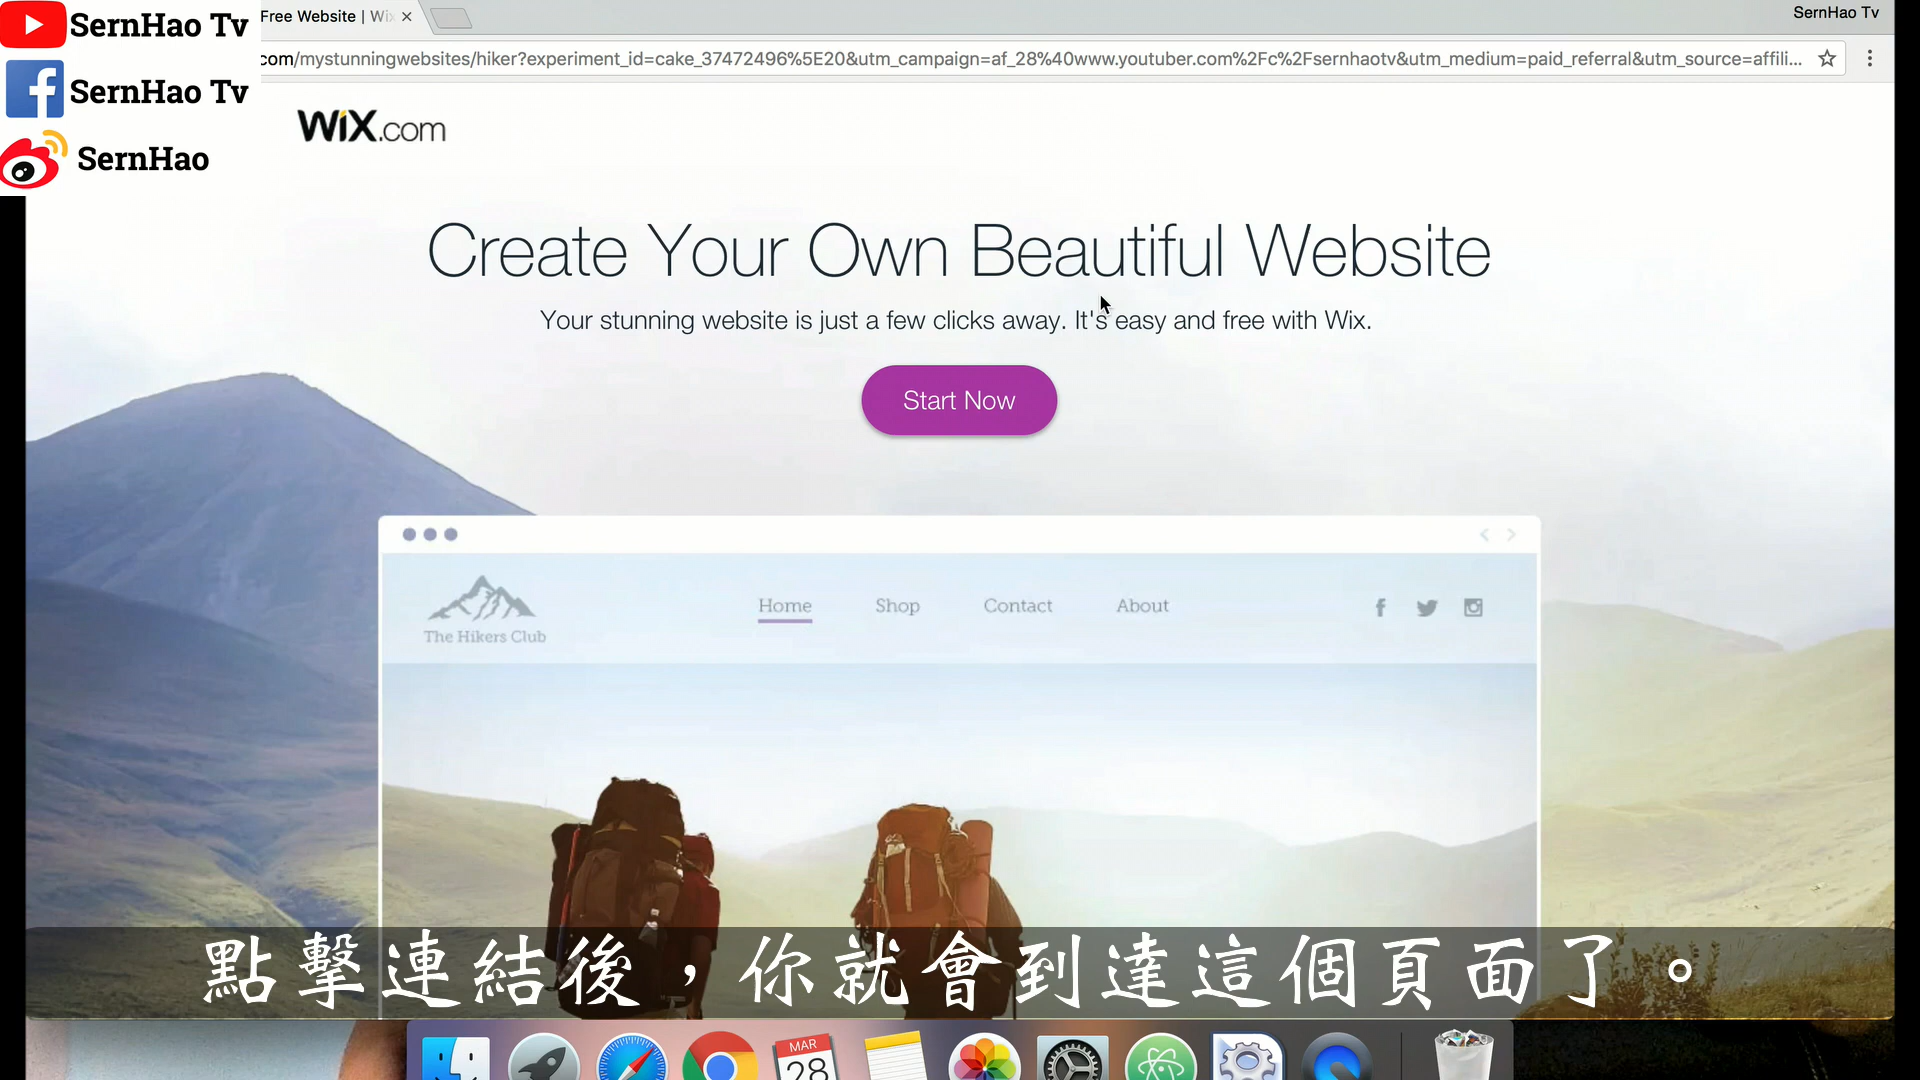 SernHao Tv
SernHao Tv
SernHao
Free Website | Wix
SernHao Tv
com/mystunningwebsites/hiker?experiment_id=cake_37472496%5E20&utm_campaign=af_28%40www.youtuber.com%2Fc%2Fsernhaotv&utm_medium=paid_referral&utm_source=affili...
WiX.com
Create Your Own Beautiful Website
Your stunning website is just a few clicks away. It's easy and free with Wix.
Start Now
The Hikers Club
Home
Shop
Contact
About
點擊連結後，你就會到達這個頁面了。
MAR
28